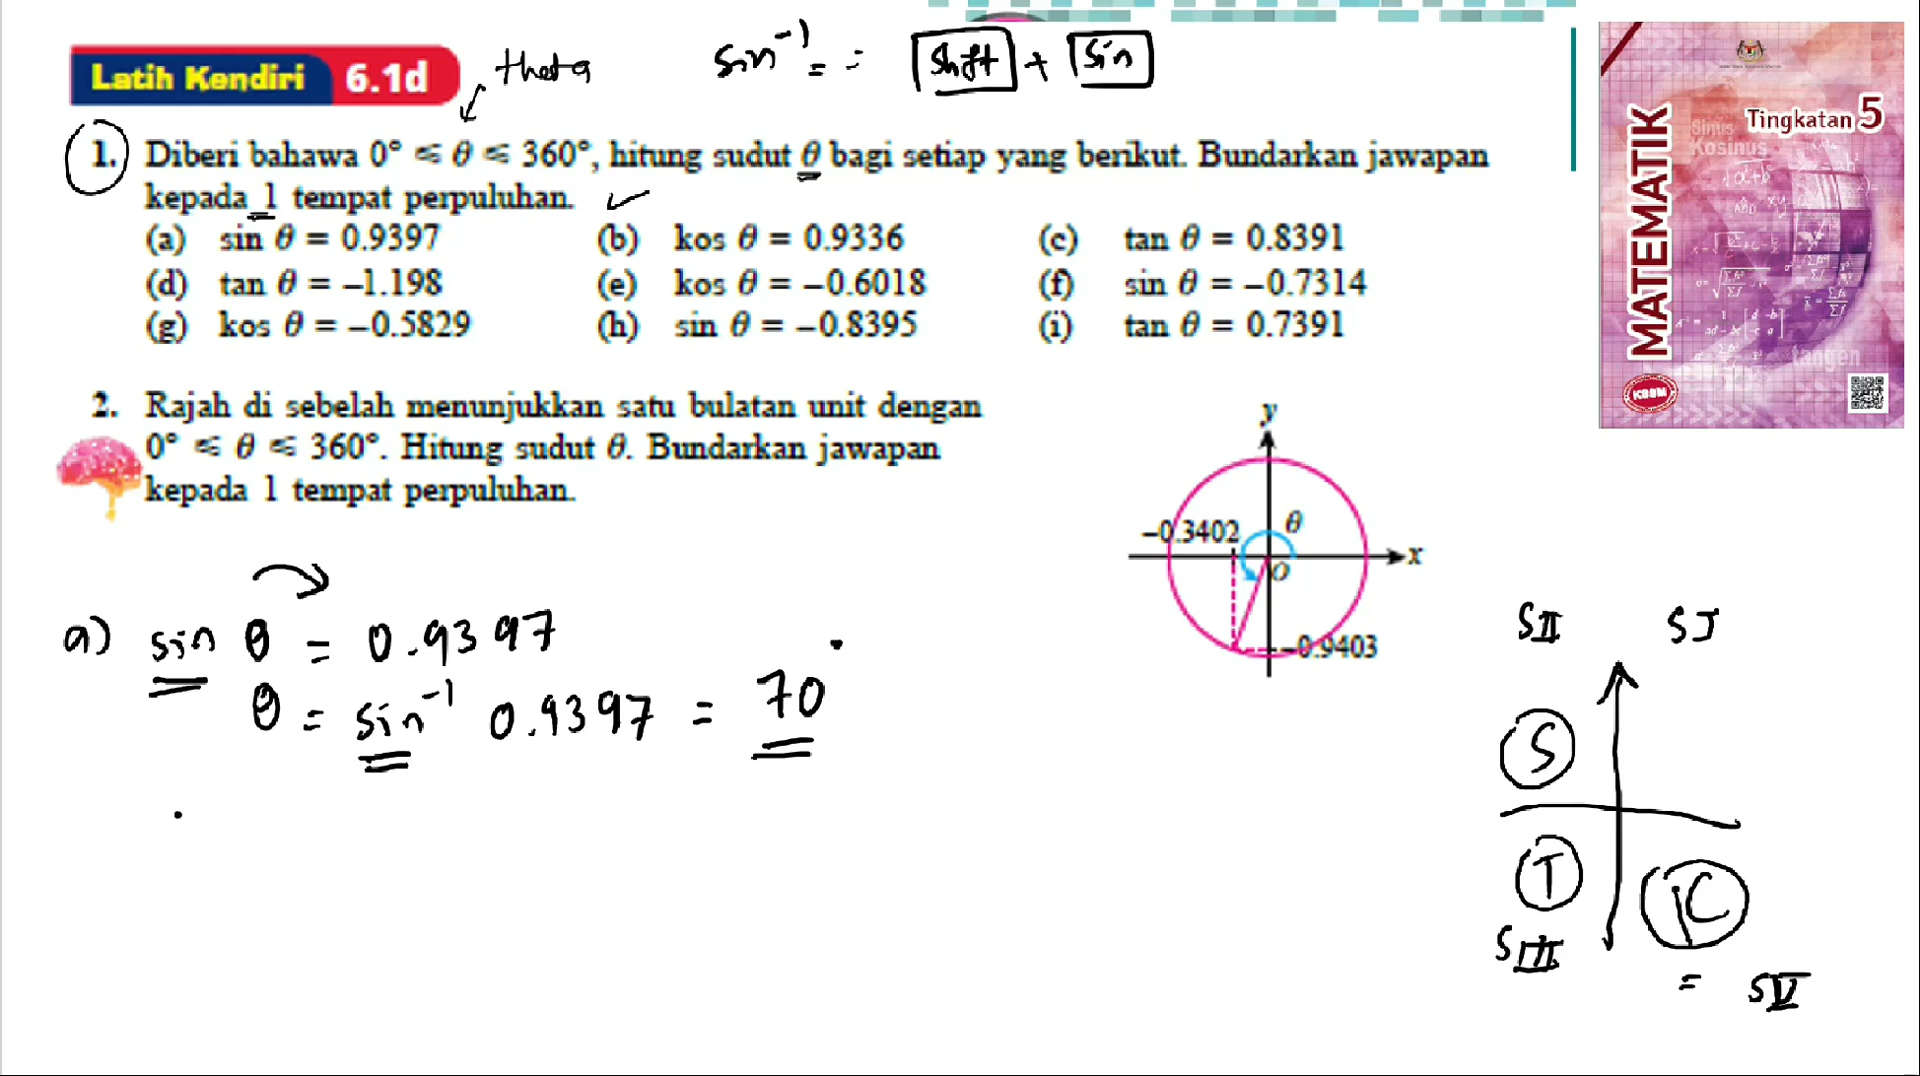 theta
sin⁻¹ = = shift + sin
Latih Kendiri 6.1d
1. Diberi bahawa 0° ⩽ θ ⩽ 360°, hitung sudut θ bagi setiap yang berikut. Bundarkan jawapan
kepada 1 tempat perpuluhan.
(a) sin θ = 0.9397 (b) kos θ = 0.9336 (c) tan θ = 0.8391
(d) tan θ = –1.198 (e) kos θ = –0.6018 (f) sin θ = –0.7314
(g) kos θ = –0.5829 (h) sin θ = –0.8395 (i) tan θ = 0.7391
2. Rajah di sebelah menunjukkan satu bulatan unit dengan
0° ⩽ θ ⩽ 360°. Hitung sudut θ. Bundarkan jawapan
kepada 1 tempat perpuluhan.
y
–0.3402
θ
O
x
–0.9403
MATEMATIK
Tingkatan 5
Sinus
Kosinus
tangen
KSSM
a) sin θ = 0.9397
θ = sin⁻¹ 0.9397 = 70
SII SI
S
T C
SIII
= SIV